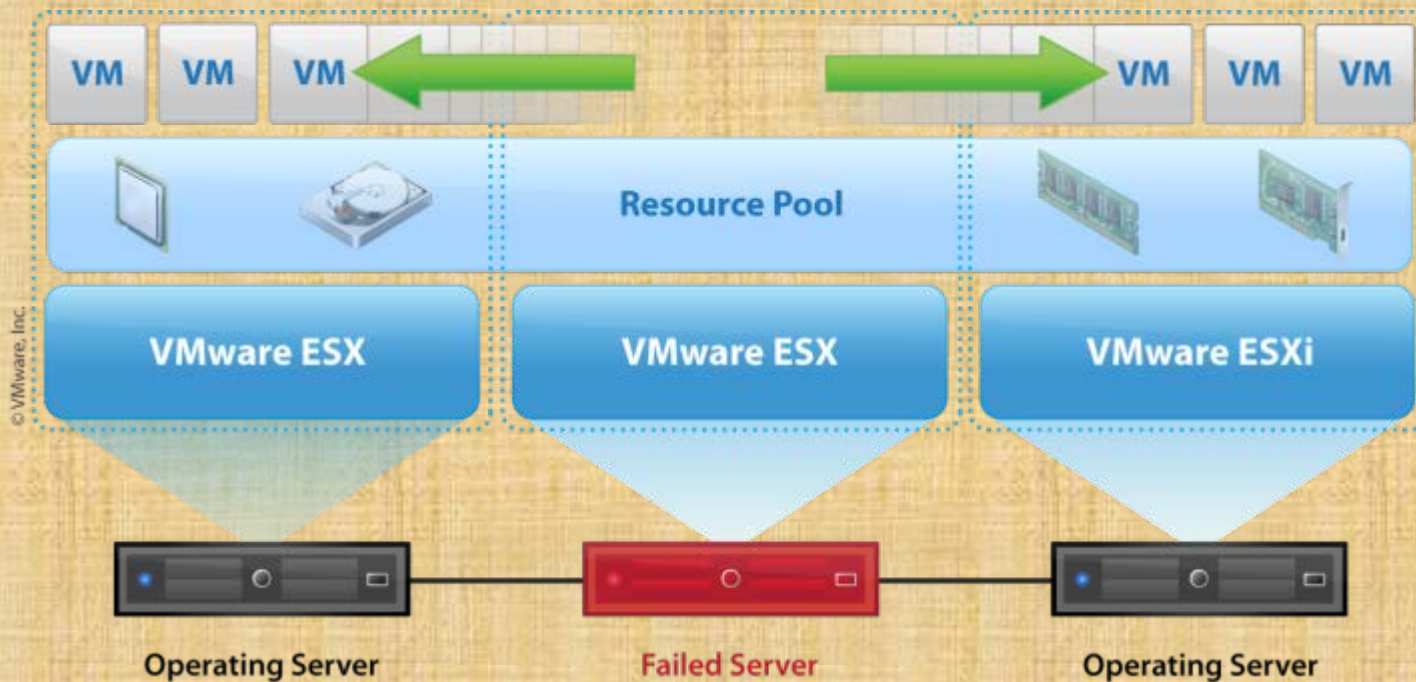 VM VM VM VM VM VM
Resource Pool
© VMware, Inc.
VMware ESX VMware ESX VMware ESXi
Operating Server Failed Server Operating Server